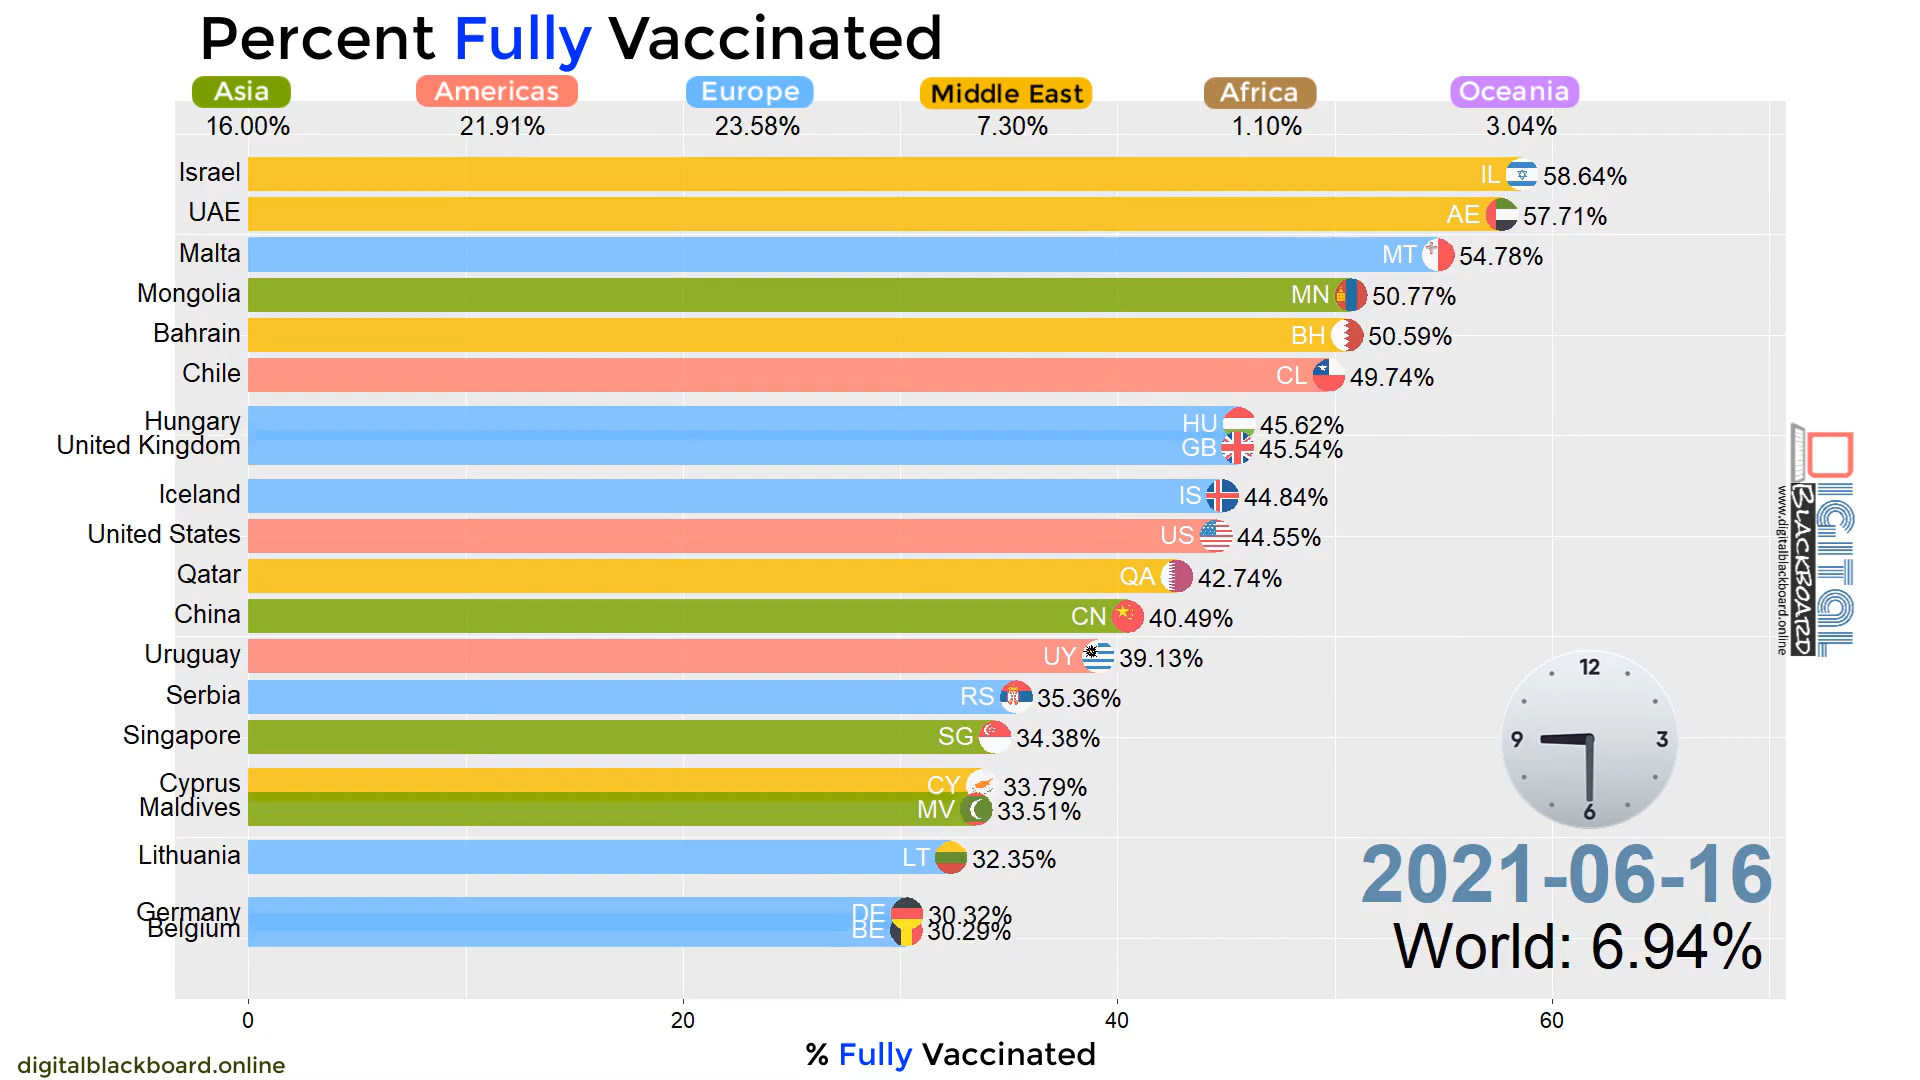 Percent Fully Vaccinated
Asia Americas Europe Middle East Africa Oceania
16.00% 21.91% 23.58% 7.30% 1.10% 3.04%
Israel IL 58.64%
UAE AE 57.71%
Malta MT 54.78%
Mongolia MN 50.77%
Bahrain BH 50.59%
Chile CL 49.74%
Hungary HU 45.62%
United Kingdom GB 45.54%
Iceland IS 44.84%
United States US 44.55%
Qatar QA 42.74%
China CN 40.49%
Uruguay UY 39.13%
Serbia RS 35.36%
Singapore SG 34.38%
Cyprus CY 33.79%
Maldives MV 33.51%
Lithuania LT 32.35%
Germany DE 30.32%
Belgium BE 30.29%
DIGITAL
BLACKBOARD
www.digitalblackboard.online
12
9 3
6
2021-06-16
World: 6.94%
0 20 40 60
% Fully Vaccinated
digitalblackboard.online